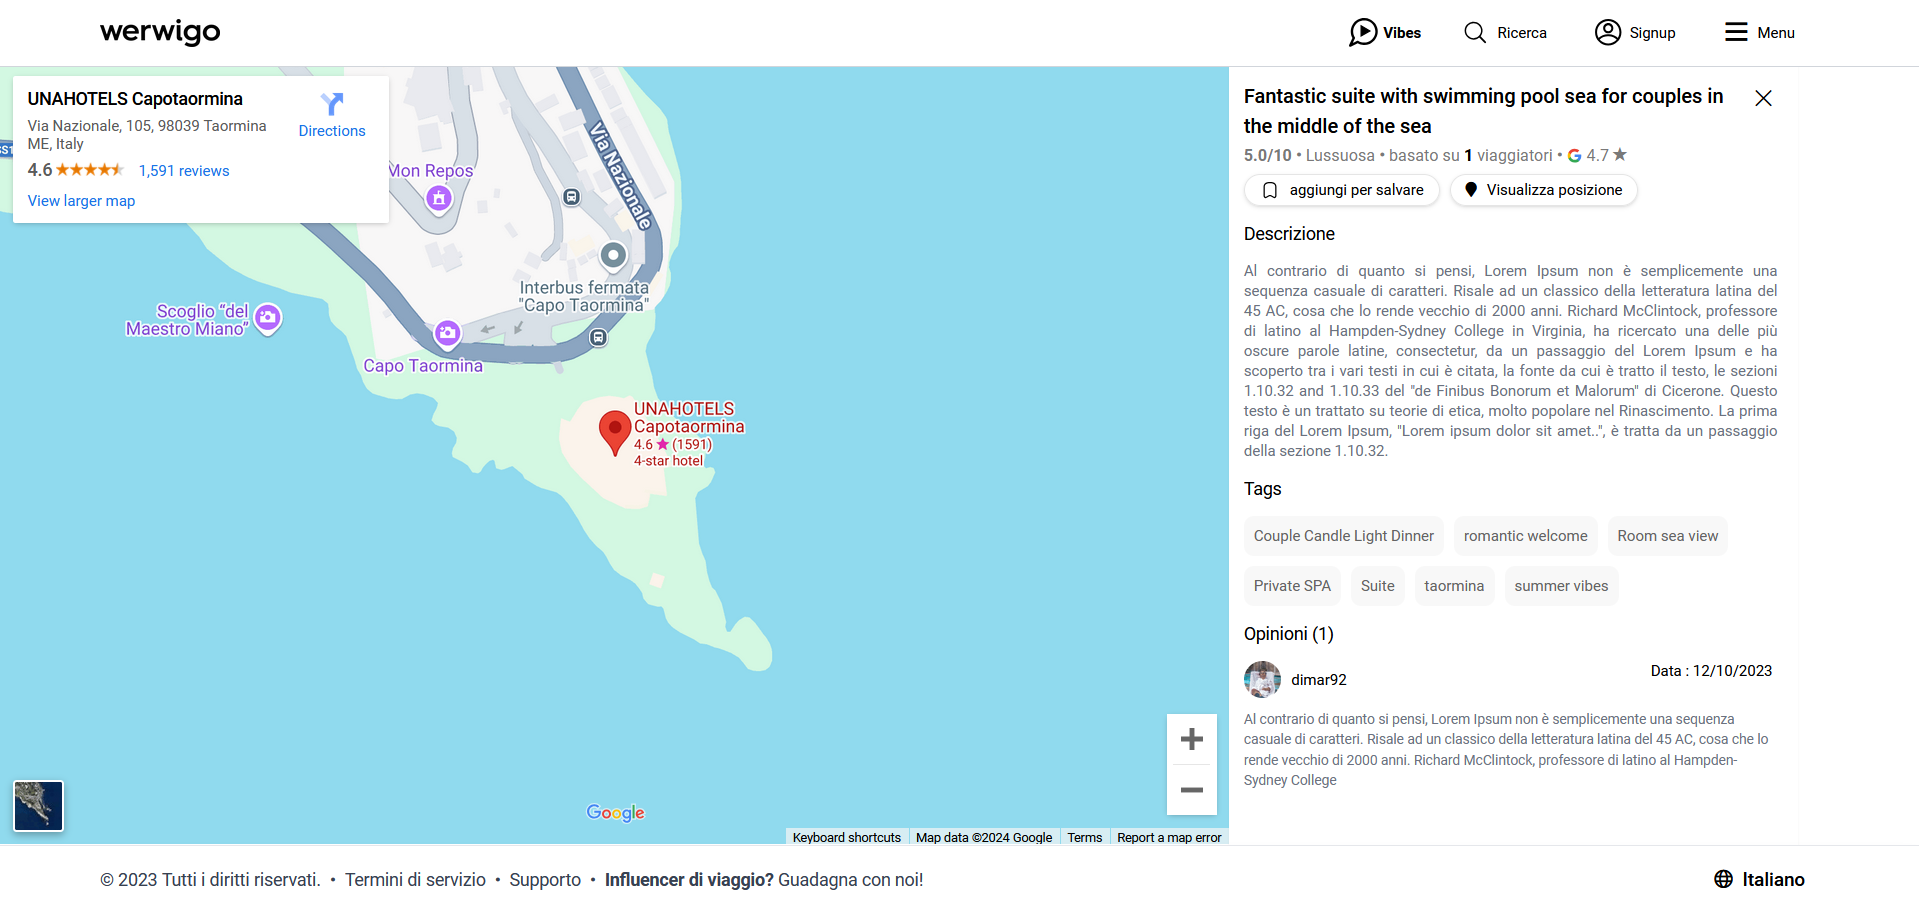 werwigo
Vibes
Ricerca
Signup
Menu
UNAHOTELS Capotaormina
Via Nazionale, 105, 98039 Taormina
ME, Italy
Directions
4.6
1,591 reviews
View larger map
SS1
Mon Repos
Via Nazionale
Interbus fermata
"Capo Taormina"
Scoglio “del
Maestro Miano”
Capo Taormina
UNAHOTELS
Capotaormina
4.6 ★ (1591)
4-star hotel
Google
Keyboard shortcuts
Map data ©2024 Google
Terms
Report a map error
Fantastic suite with swimming pool sea for couples in
the middle of the sea
5.0/10 • Lussuosa • basato su 1 viaggiatori • G 4.7 ★
aggiungi per salvare
Visualizza posizione
Descrizione
Al contrario di quanto si pensi, Lorem Ipsum non è semplicemente una
sequenza casuale di caratteri. Risale ad un classico della letteratura latina del
45 AC, cosa che lo rende vecchio di 2000 anni. Richard McClintock, professore
di latino al Hampden-Sydney College in Virginia, ha ricercato una delle più
oscure parole latine, consectetur, da un passaggio del Lorem Ipsum e ha
scoperto tra i vari testi in cui è citata, la fonte da cui è tratto il testo, le sezioni
1.10.32 and 1.10.33 del "de Finibus Bonorum et Malorum" di Cicerone. Questo
testo è un trattato su teorie di etica, molto popolare nel Rinascimento. La prima
riga del Lorem Ipsum, "Lorem ipsum dolor sit amet..", è tratta da un passaggio
della sezione 1.10.32.
Tags
Couple Candle Light Dinner
romantic welcome
Room sea view
Private SPA
Suite
taormina
summer vibes
Opinioni (1)
dimar92
Data : 12/10/2023
Al contrario di quanto si pensi, Lorem Ipsum non è semplicemente una sequenza
casuale di caratteri. Risale ad un classico della letteratura latina del 45 AC, cosa che lo
rende vecchio di 2000 anni. Richard McClintock, professore di latino al Hampden-
Sydney College
© 2023 Tutti i diritti riservati. • Termini di servizio • Supporto • Influencer di viaggio? Guadagna con noi!
Italiano